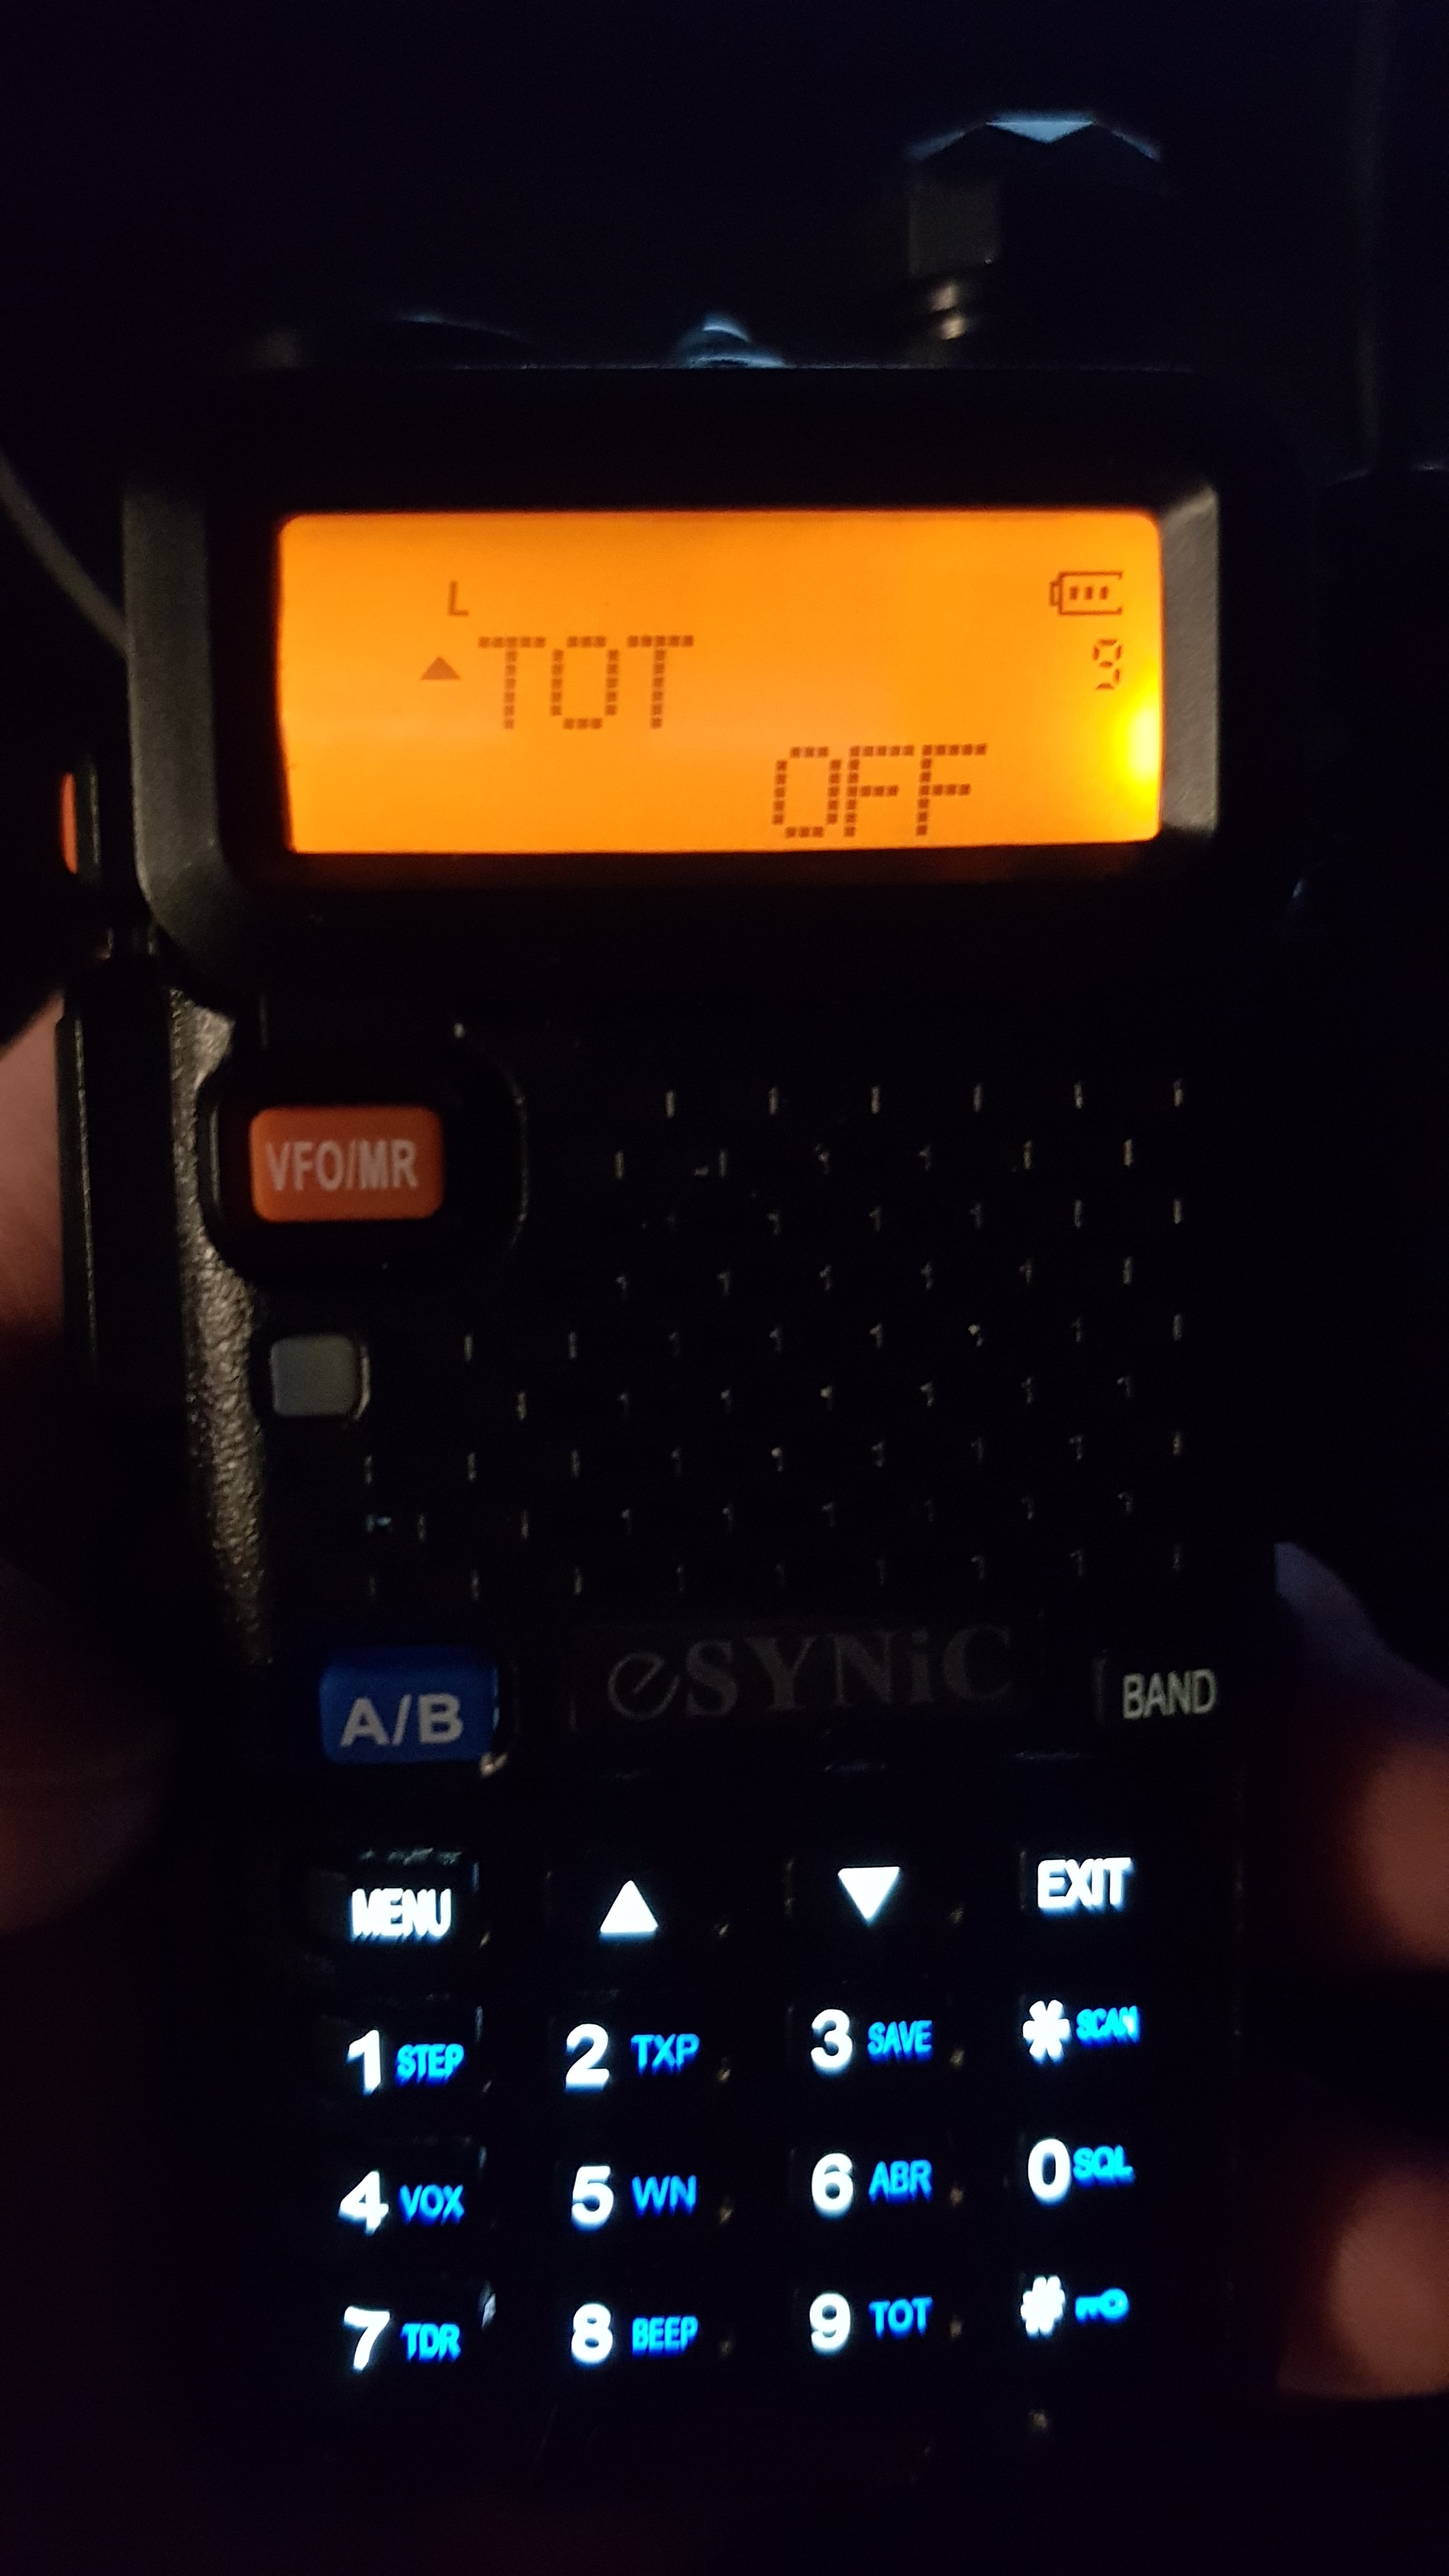 L
TOT
9
OFF
VFO/MR
A/B
eSYNiC
BAND
MENU
EXIT
1 STEP
2 TXP
3 SAVE
* SCAN
4 VOX
5 WN
6 ABR
0 SQL
7 TDR
8 BEEP
9 TOT
#